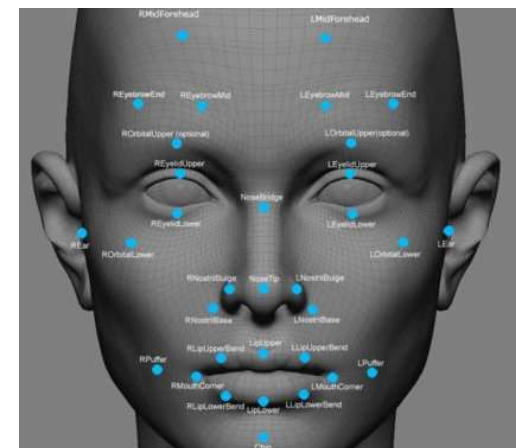 RMidForehead
LMidForehead
REyebrowEnd
REyebrowMid
LEyebrowMid
LEyebrowEnd
ROrbitalUpper (optional)
LOrbitalUpper(optional)
REyelidUpper
LEyelidUpper
NoseBridge
REyelidLower
LEyelidLower
REar
LEar
ROrbitalLower
LOrbitalLower
RNostrilBulge
NoseTip
LNostrilBulge
RNostrilBase
LNostrilBase
RLipUpperBend
LipUpper
LLipUpperBend
RPuffer
LPuffer
RMouthCorner
LMouthCorner
RLipLowerBend
LipLower
LLipLowerBend
Chin